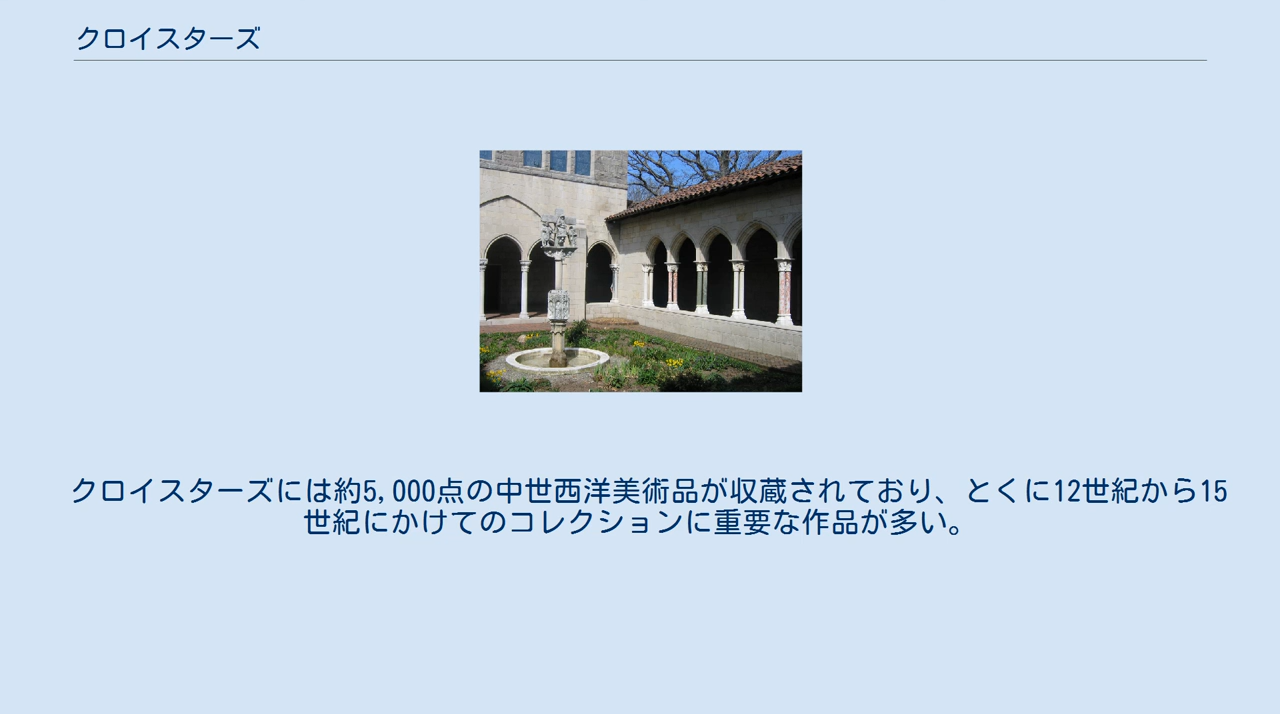 クロイスターズ
クロイスターズには約5,000点の中世西洋美術品が収蔵されており、とくに12世紀から15
世紀にかけてのコレクションに重要な作品が多い。